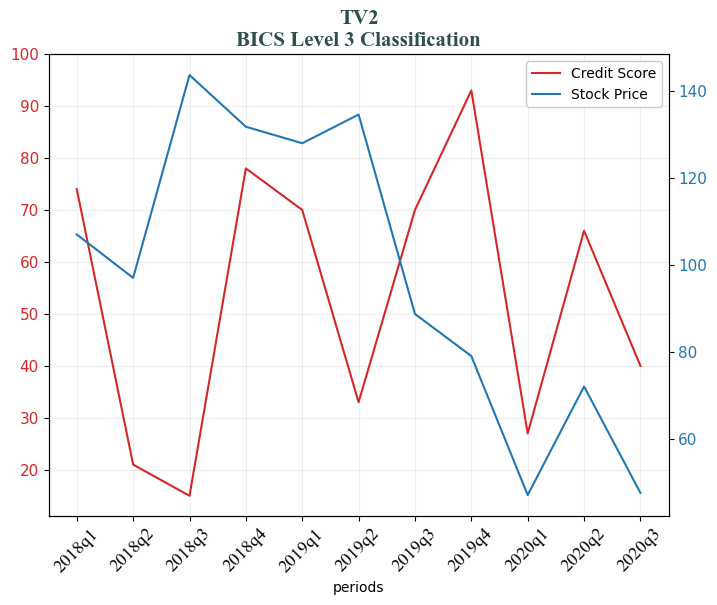 TV2
BICS Level 3 Classification
Credit Score
Stock Price
100
90
80
70
60
50
40
30
20
140
120
100
80
60
2018q1
2018q2
2018q3
2018q4
2019q1
2019q2
2019q3
2019q4
2020q1
2020q2
2020q3
periods